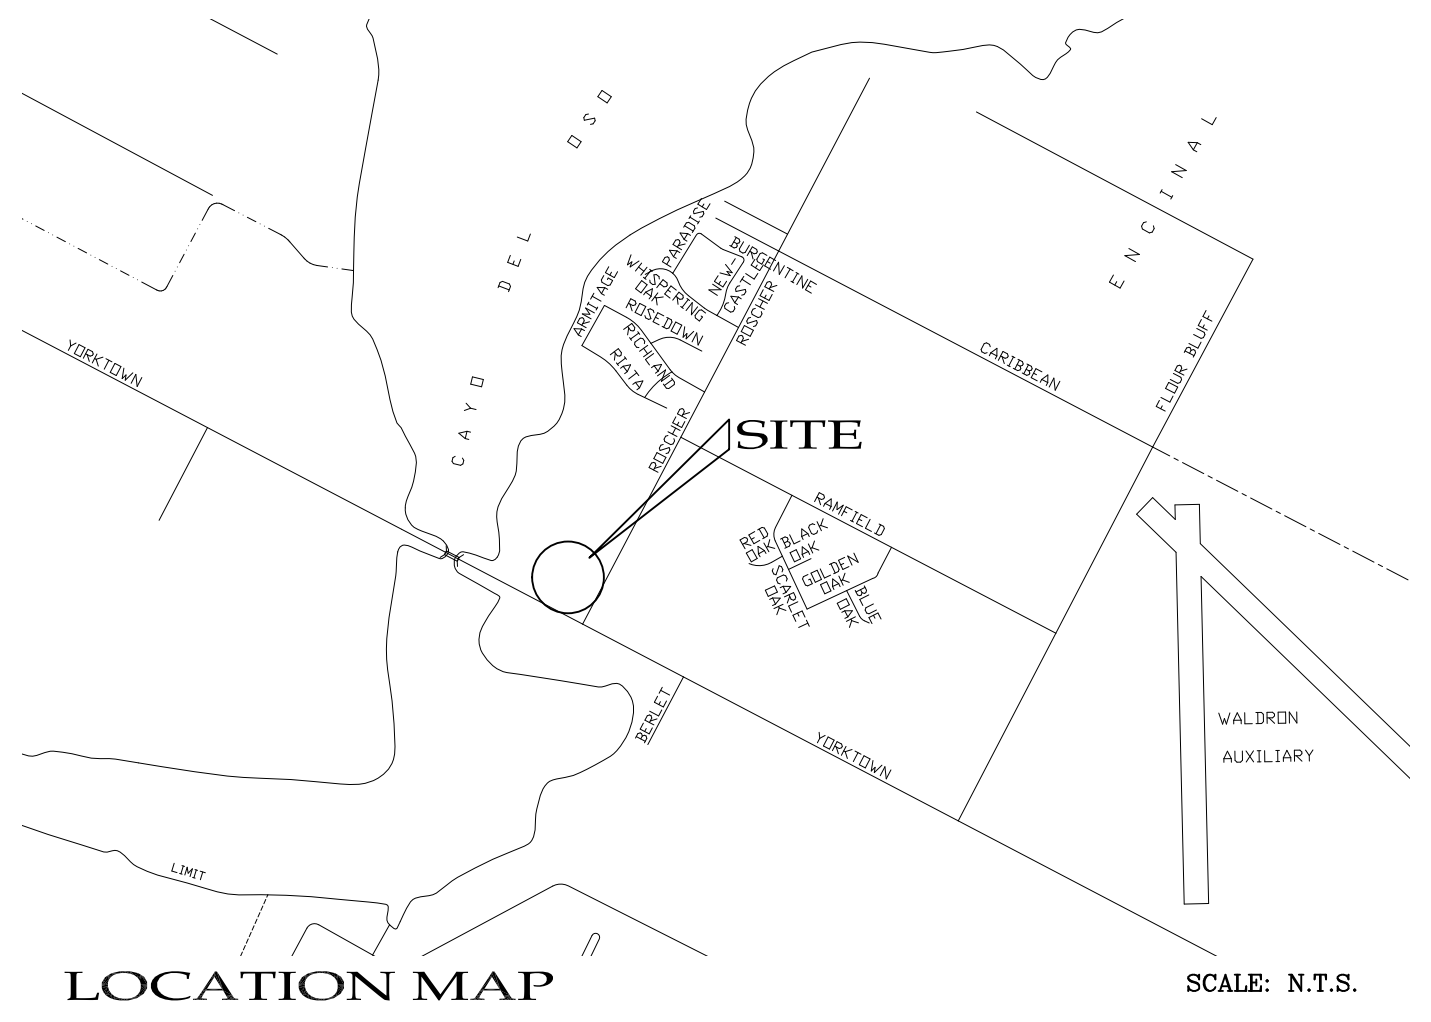 CAYO DEL OSO
ENCINAL
PARADISE
BURGENTINE
WHISPERING
OAK
NEW-
CASTLE
ARMITAGE
ROSEDOWN
ROSCHER
RICHLAND
RIATA
YORKTOWN
CARIBBEAN
FLOUR BLUFF
ROSCHER
SITE
RAMFIELD
RED
OAK
BLACK
OAK
GOLDEN
OAK
SCARLET
OAK
BLUE
OAK
BERLET
YORKTOWN
WALDRON
AUXILIARY
LIMIT
LOCATION MAP
SCALE: N.T.S.